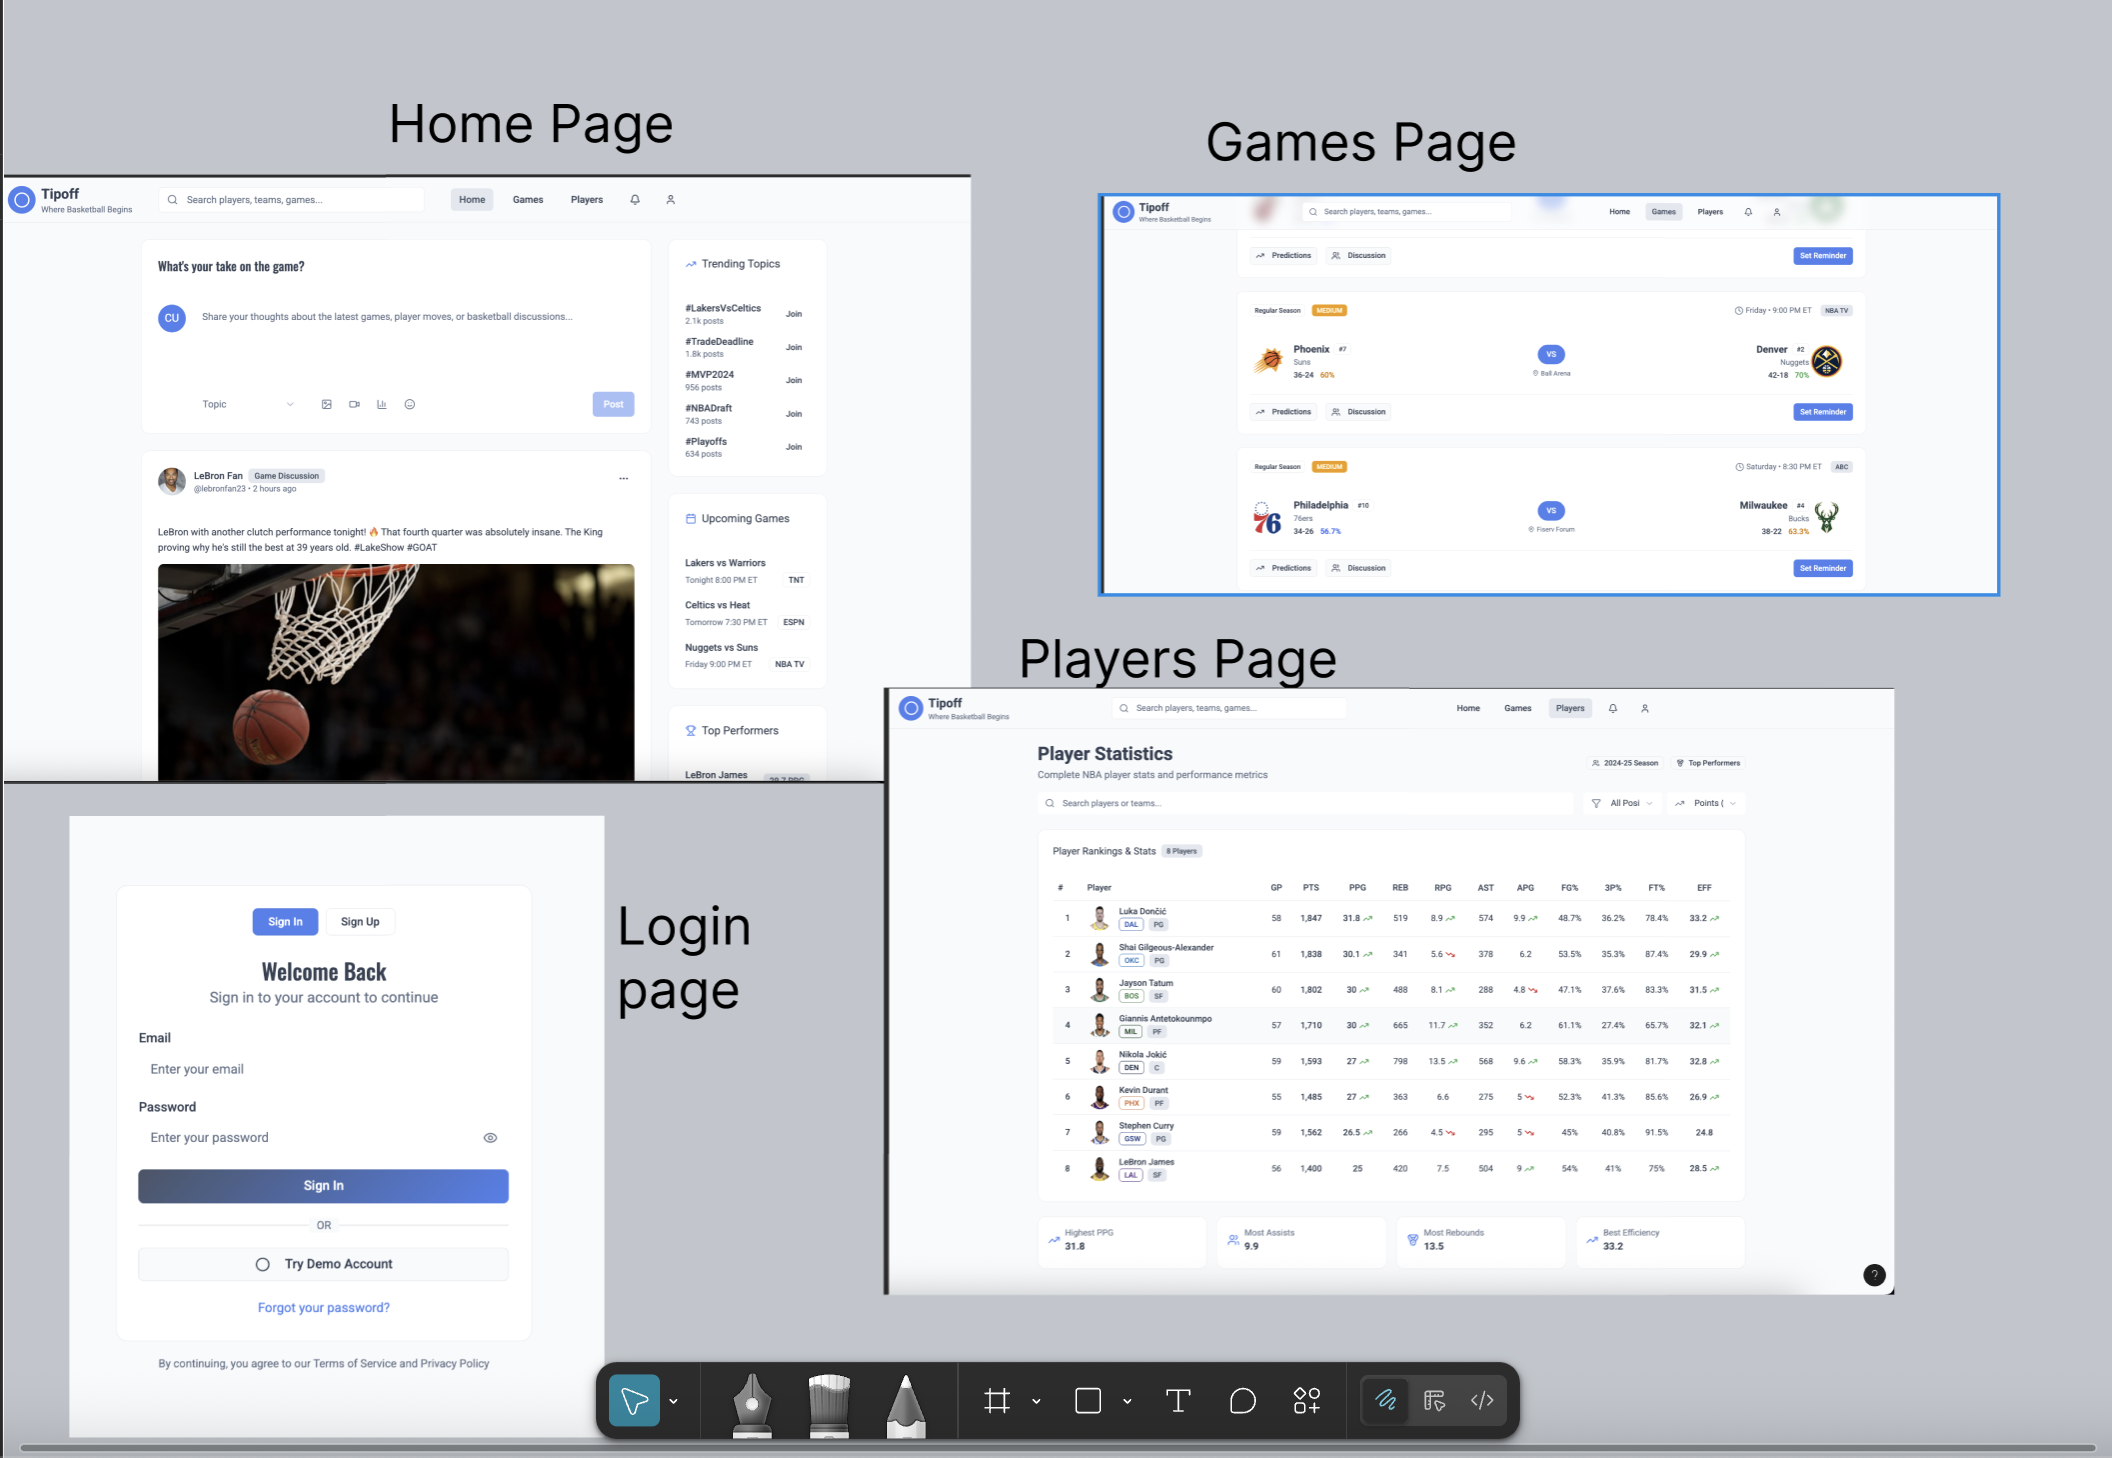 Home Page
Tipoff
Where Basketball Begins
Search players, teams, games...
Home
Games
Players
What's your take on the game?
CU
Share your thoughts about the latest games, player moves, or basketball discussions...
Topic
Post
LeBron Fan Game Discussion
@lebronfan23 • 2 hours ago
LeBron with another clutch performance tonight! 🔥 That fourth quarter was absolutely insane. The King
proving why he's still the best at 39 years old. #LakeShow #GOAT
Trending Topics
#LakersVsCeltics
2.1k posts
Join
#TradeDeadline
1.8k posts
Join
#MVP2024
956 posts
Join
#NBADraft
743 posts
Join
#Playoffs
634 posts
Join
Upcoming Games
Lakers vs Warriors
Tonight 8:00 PM ET TNT
Celtics vs Heat
Tomorrow 7:30 PM ET ESPN
Nuggets vs Suns
Friday 9:00 PM ET NBA TV
Top Performers
LeBron James
Games Page
Tipoff
Where Basketball Begins
Search players, teams, games...
Home
Games
Players
Predictions Discussion Set Reminder
Regular Season MEDIUM Friday • 9:00 PM ET NBA TV
Phoenix #7
Suns
36-24 60%
VS
Ball Arena
Denver #2
Nuggets
42-18 70%
Predictions Discussion Set Reminder
Regular Season MEDIUM Saturday • 8:30 PM ET ABC
76
Philadelphia #10
76ers
34-26 56.7%
VS
Fiserv Forum
Milwaukee #4
Bucks
38-22 63.3%
Predictions Discussion Set Reminder
Players Page
Tipoff
Where Basketball Begins
Search players, teams, games...
Home
Games
Players
Player Statistics
Complete NBA player stats and performance metrics
2024-25 Season Top Performers
Search players or teams...
All Posi
Points (
Player Rankings & Stats 8 Players
# Player GP PTS PPG REB RPG AST APG FG% 3P% FT% EFF
1 Luka Dončić DAL PG 58 1,847 31.8 519 8.9 574 9.9 48.7% 36.2% 78.4% 33.2
2 Shai Gilgeous-Alexander OKC PG 61 1,838 30.1 341 5.6 378 6.2 53.5% 35.3% 87.4% 29.9
3 Jayson Tatum BOS SF 60 1,802 30 488 8.1 288 4.8 47.1% 37.6% 83.3% 31.5
4 Giannis Antetokounmpo MIL PF 57 1,710 30 665 11.7 352 6.2 61.1% 27.4% 65.7% 32.1
5 Nikola Jokić DEN C 59 1,593 27 798 13.5 568 9.6 58.3% 35.9% 81.7% 32.8
6 Kevin Durant PHX PF 55 1,485 27 363 6.6 275 5 52.3% 41.3% 85.6% 26.9
7 Stephen Curry GSW PG 59 1,562 26.5 266 4.5 295 5 45% 40.8% 91.5% 24.8
8 LeBron James LAL SF 56 1,400 25 420 7.5 504 9 54% 41% 75% 28.5
Highest PPG
31.8
Most Assists
9.9
Most Rebounds
13.5
Best Efficiency
33.2
?
Login
page
Sign In Sign Up
Welcome Back
Sign in to your account to continue
Email
Enter your email
Password
Enter your password
Sign In
OR
Try Demo Account
Forgot your password?
By continuing, you agree to our Terms of Service and Privacy Policy